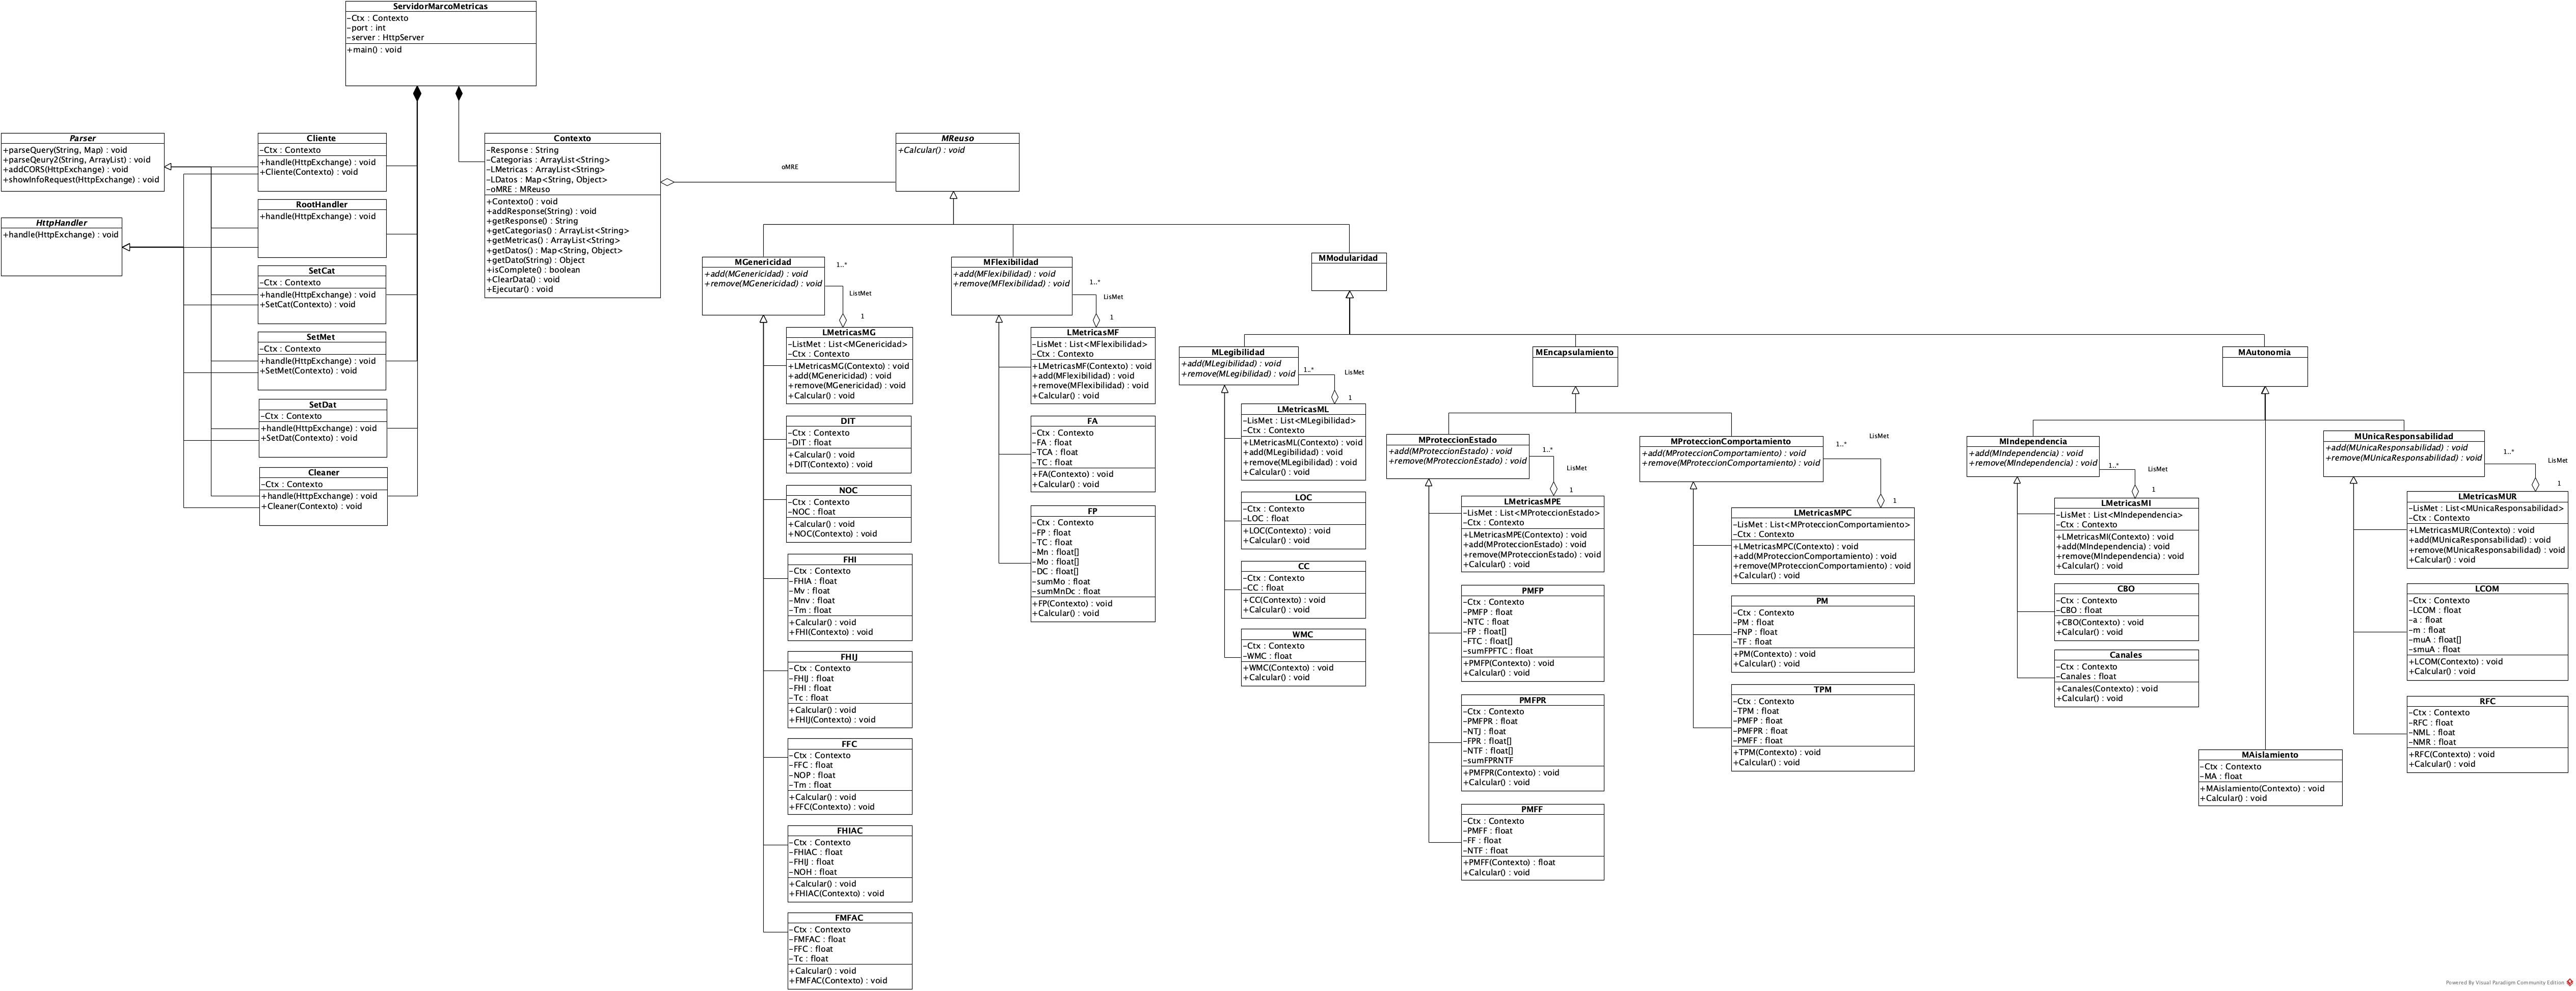 ServidorMarcoMetricas
-Ctx : Contexto
-port : int
-server : HttpServer
+main() : void
Parser
+parseQuery(String, Map) : void
+parseQeury2(String, ArrayList) : void
+addCORS(HttpExchange) : void
+showInfoRequest(HttpExchange) : void
HttpHandler
+handle(HttpExchange) : void
Cliente
-Ctx : Contexto
+handle(HttpExchange) : void
+Cliente(Contexto) : void
RootHandler
+handle(HttpExchange) : void
SetCat
-Ctx : Contexto
+handle(HttpExchange) : void
+SetCat(Contexto) : void
SetMet
-Ctx : Contexto
+handle(HttpExchange) : void
+SetMet(Contexto) : void
SetDat
-Ctx : Contexto
+handle(HttpExchange) : void
+SetDat(Contexto) : void
Cleaner
-Ctx : Contexto
+handle(HttpExchange) : void
+Cleaner(Contexto) : void
Contexto
-Response : String
-Categorias : ArrayList<String>
-LMetricas : ArrayList<String>
-LDatos : Map<String, Object>
-oMRE : MReuso
+Contexto() : void
+addResponse(String) : void
+getResponse() : String
+getCategorias() : ArrayList<String>
+getMetricas() : ArrayList<String>
+getDatos() : Map<String, Object>
+getDato(String) : Object
+isComplete() : boolean
+ClearData() : void
+Ejecutar() : void
oMRE
MReuso
+Calcular() : void
MGenericidad
+add(MGenericidad) : void
+remove(MGenericidad) : void
1..*
ListMet
1
LMetricasMG
-ListMet : List<MGenericidad>
-Ctx : Contexto
+LMetricasMG(Contexto) : void
+add(MGenericidad) : void
+remove(MGenericidad) : void
+Calcular() : void
DIT
-Ctx : Contexto
-DIT : float
+Calcular() : void
+DIT(Contexto) : void
NOC
-Ctx : Contexto
-NOC : float
+Calcular() : void
+NOC(Contexto) : void
FHI
-Ctx : Contexto
-FHIA : float
-Mv : float
-Mnv : float
-Tm : float
+Calcular() : void
+FHI(Contexto) : void
FHIJ
-Ctx : Contexto
-FHIJ : float
-FHI : float
-Tc : float
+Calcular() : void
+FHIJ(Contexto) : void
FFC
-Ctx : Contexto
-FFC : float
-NOP : float
-Tm : float
+Calcular() : void
+FFC(Contexto) : void
FHIAC
-Ctx : Contexto
-FHIAC : float
-FHIJ : float
-NOH : float
+Calcular() : void
+FHIAC(Contexto) : void
FMFAC
-Ctx : Contexto
-FMFAC : float
-FFC : float
-Tc : float
+Calcular() : void
+FMFAC(Contexto) : void
MFlexibilidad
+add(MFlexibilidad) : void
+remove(MFlexibilidad) : void
1..*
LisMet
1
LMetricasMF
-LisMet : List<MFlexibilidad>
-Ctx : Contexto
+LMetricasMF(Contexto) : void
+add(MFlexibilidad) : void
+remove(MFlexibilidad) : void
+Calcular() : void
FA
-Ctx : Contexto
-FA : float
-TCA : float
-TC : float
+FA(Contexto) : void
+Calcular() : void
FP
-Ctx : Contexto
-FP : float
-TC : float
-Mn : float[]
-Mo : float[]
-DC : float[]
-sumMo : float
-sumMnDc : float
+FP(Contexto) : void
+Calcular() : void
MModularidad
MLegibilidad
+add(MLegibilidad) : void
+remove(MLegibilidad) : void
1..*
LisMet
1
LMetricasML
-LisMet : List<MLegibilidad>
-Ctx : Contexto
+LMetricasML(Contexto) : void
+add(MLegibilidad) : void
+remove(MLegibilidad) : void
+Calcular() : void
LOC
-Ctx : Contexto
-LOC : float
+LOC(Contexto) : void
+Calcular() : void
CC
-Ctx : Contexto
-CC : float
+CC(Contexto) : void
+Calcular() : void
WMC
-Ctx : Contexto
-WMC : float
+WMC(Contexto) : void
+Calcular() : void
MEncapsulamiento
MProteccionEstado
+add(MProteccionEstado) : void
+remove(MProteccionEstado) : void
1..*
LisMet
1
LMetricasMPE
-LisMet : List<MProteccionEstado>
-Ctx : Contexto
+LMetricasMPE(Contexto) : void
+add(MProteccionEstado) : void
+remove(MProteccionEstado) : void
+Calcular() : void
PMFP
-Ctx : Contexto
-PMFP : float
-NTC : float
-FP : float[]
-FTC : float[]
-sumFPFTC : float
+PMFP(Contexto) : void
+Calcular() : void
PMFPR
-Ctx : Contexto
-PMFPR : float
-NTJ : float
-FPR : float[]
-NTF : float[]
-sumFPRNTF
+PMFPR(Contexto) : void
+Calcular() : void
PMFF
-Ctx : Contexto
-PMFF : float
-FF : float
-NTF : float
+PMFF(Contexto) : float
+Calcular() : void
MProteccionComportamiento
+add(MProteccionComportamiento) : void
+remove(MProteccionComportamiento) : void
1..*
LisMet
1
LMetricasMPC
-LisMet : List<MProteccionComportamiento>
-Ctx : Contexto
+LMetricasMPC(Contexto) : void
+add(MProteccionComportamiento) : void
+remove(MProteccionComportamiento) : void
+Calcular() : void
PM
-Ctx : Contexto
-PM : float
-FNP : float
-TF : float
+PM(Contexto) : void
+Calcular() : void
TPM
-Ctx : Contexto
-TPM : float
-PMFP : float
-PMFPR : float
-PMFF : float
+TPM(Contexto) : void
+Calcular() : void
MAutonomia
MIndependencia
+add(MIndependencia) : void
+remove(MIndependencia) : void
1..*
LisMet
1
LMetricasMI
-LisMet : List<MIndependencia>
-Ctx : Contexto
+LMetricasMI(Contexto) : void
+add(MIndependencia) : void
+remove(MIndependencia) : void
+Calcular() : void
CBO
-Ctx : Contexto
-CBO : float
+CBO(Contexto) : void
+Calcular() : void
Canales
-Ctx : Contexto
-Canales : float
+Canales(Contexto) : void
+Calcular() : void
MAislamiento
-Ctx : Contexto
-MA : float
+MAislamiento(Contexto) : void
+Calcular() : void
MUnicaResponsabilidad
+add(MUnicaResponsabilidad) : void
+remove(MUnicaResponsabilidad) : void
1..*
LisMet
1
LMetricasMUR
-LisMet : List<MUnicaResponsabilidad>
-Ctx : Contexto
+LMetricasMUR(Contexto) : void
+add(MUnicaResponsabilidad) : void
+remove(MUnicaResponsabilidad) : void
+Calcular() : void
LCOM
-Ctx : Contexto
-LCOM : float
-a : float
-m : float
-muA : float[]
-smuA : float
+LCOM(Contexto) : void
+Calcular() : void
RFC
-Ctx : Contexto
-RFC : float
-NML : float
-NMR : float
+RFC(Contexto) : void
+Calcular() : void
Powered By Visual Paradigm Community Edition